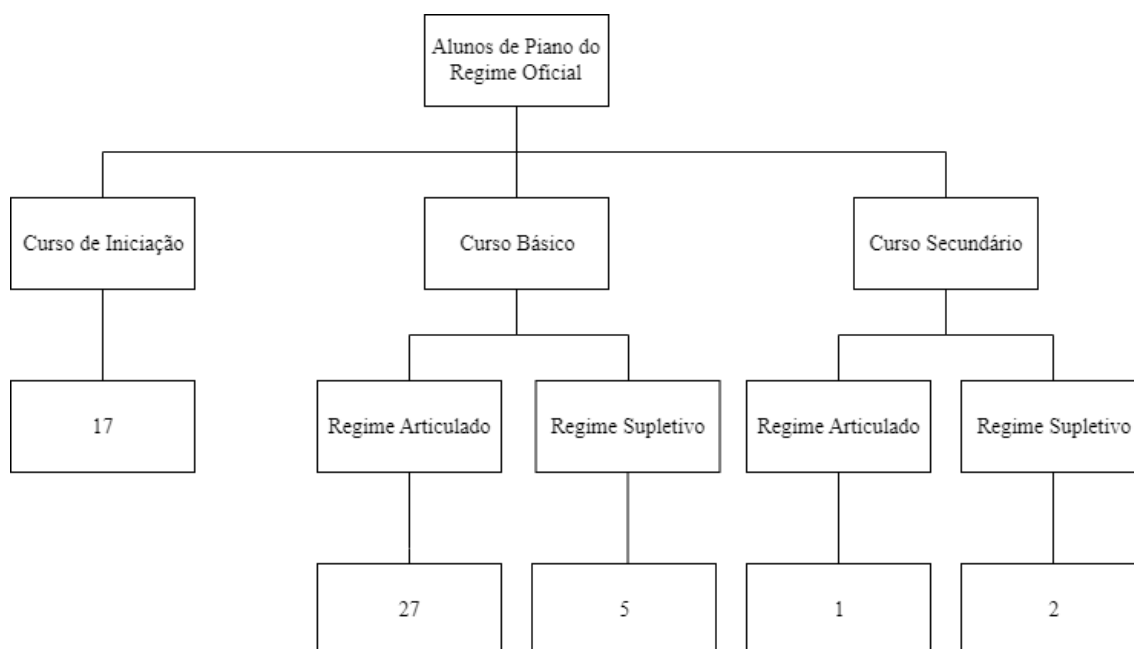 Alunos de Piano do
Regime Oficial
Curso de Iniciação
Curso Básico
Curso Secundário
17
Regime Articulado
Regime Supletivo
Regime Articulado
Regime Supletivo
27
5
1
2